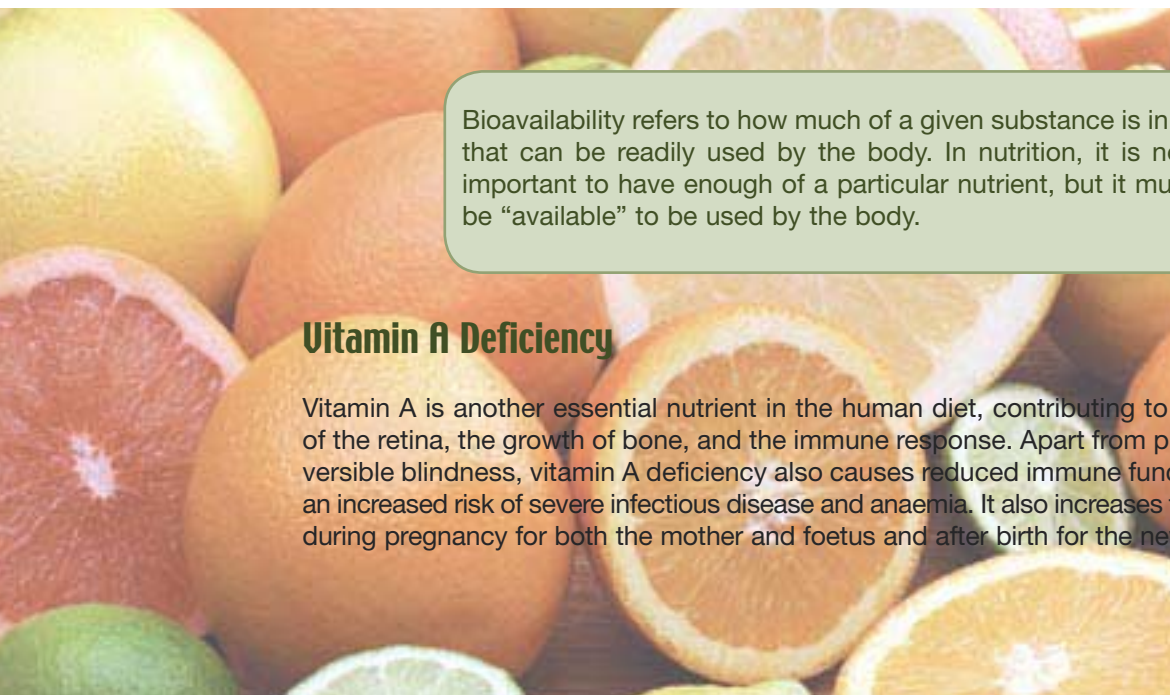 Bioavailability refers to how much of a given substance is in
that can be readily used by the body. In nutrition, it is
important to have enough of a particular nutrient, but it
be “available” to be used by the body.
Vitamin A Deficiency
Vitamin A is another essential nutrient in the human diet, contributing to
of the retina, the growth of bone, and the immune response. Apart from
versible blindness, vitamin A deficiency also causes reduced immune
an increased risk of severe infectious disease and anaemia. It also increases
during pregnancy for both the mother and foetus and after birth for the